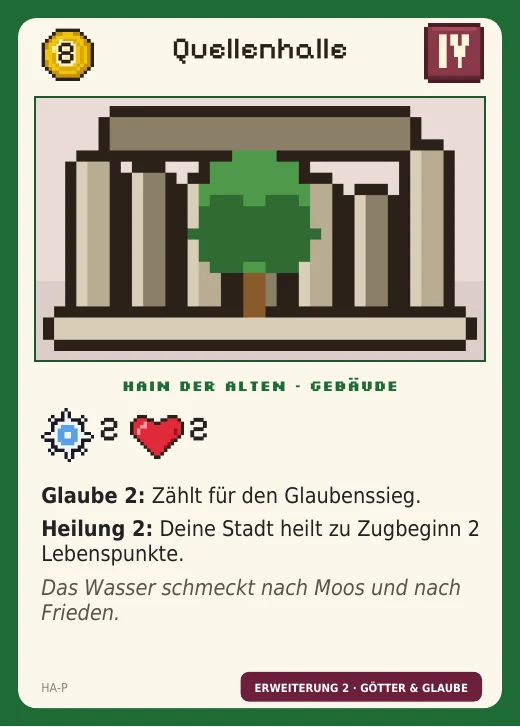 8
Quellenhalle
IV
HAIN DER ALTEN · GEBÄUDE
2 2
Glaube 2: Zählt für den Glaubenssieg.
Heilung 2: Deine Stadt heilt zu Zugbeginn 2
Lebenspunkte.
Das Wasser schmeckt nach Moos und nach
Frieden.
HA-P
ERWEITERUNG 2 · GÖTTER & GLAUBE